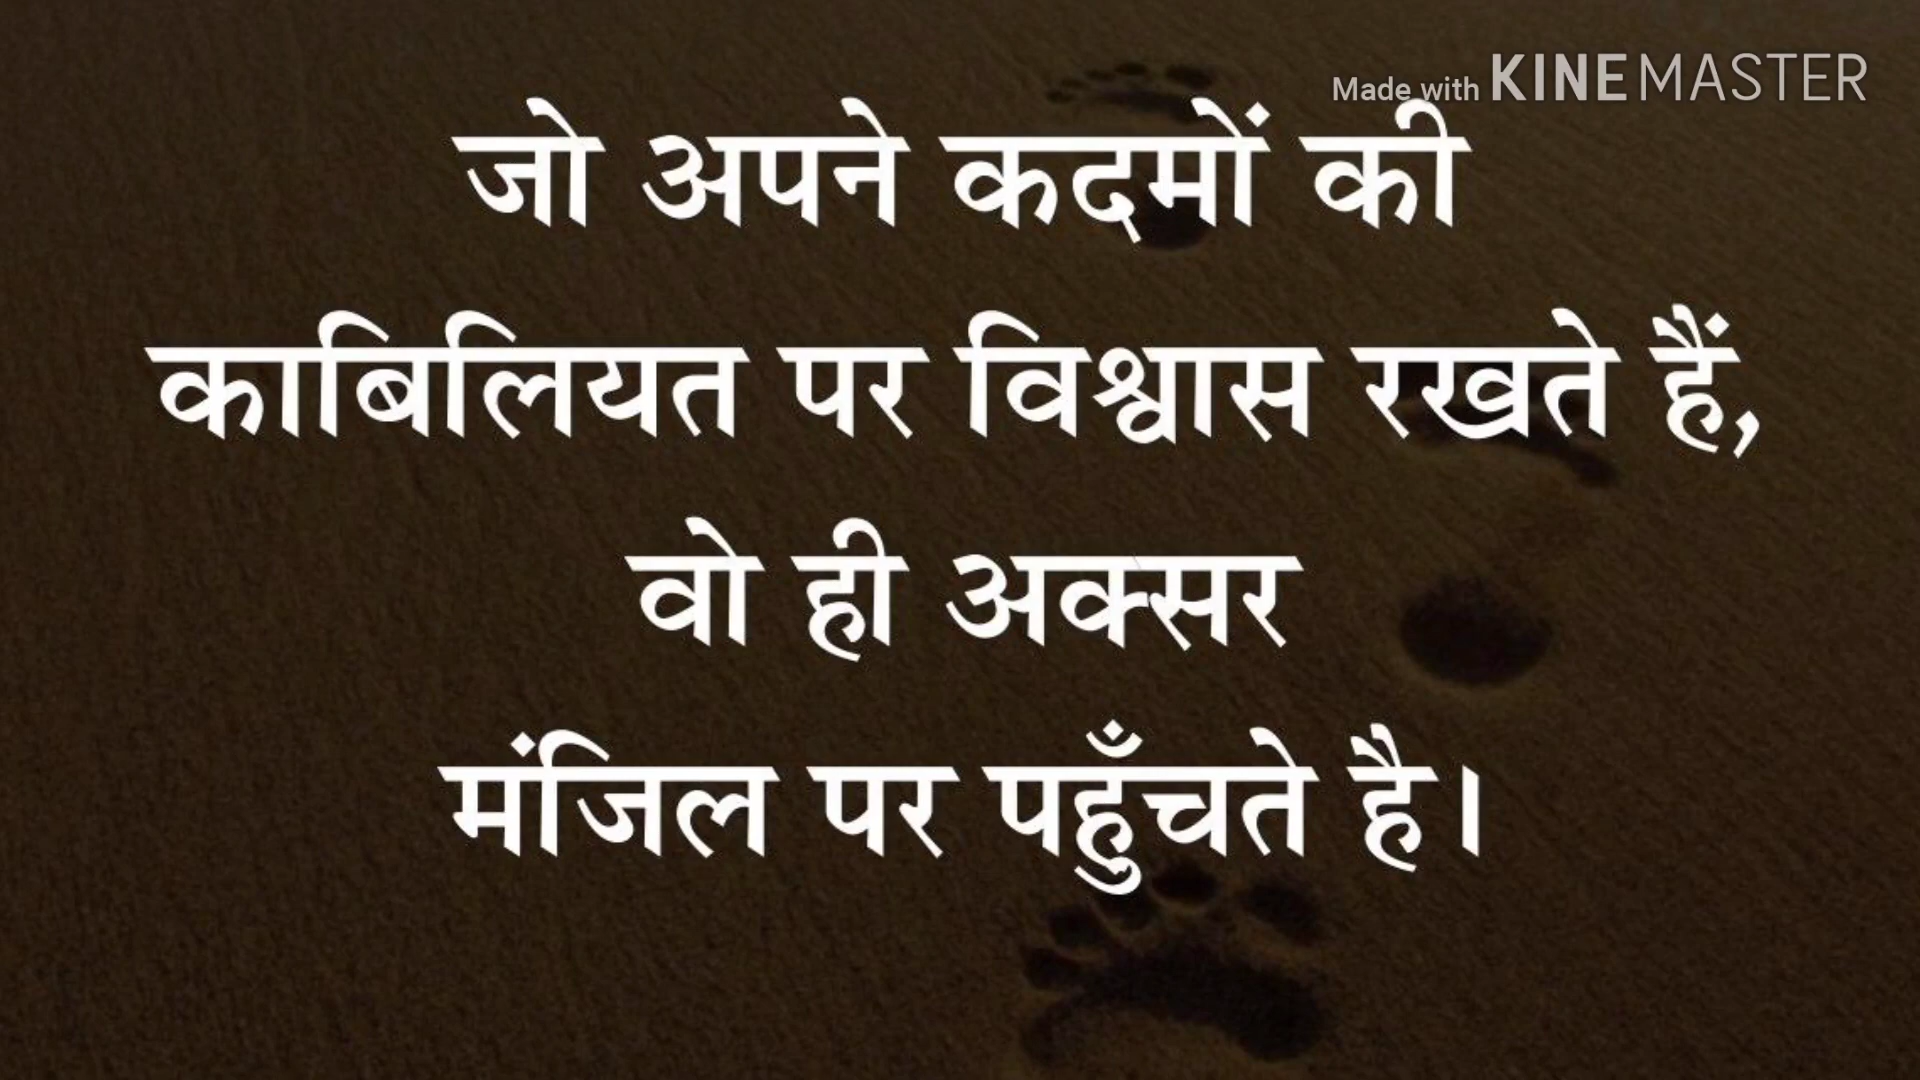 Made with KINEMASTER
जो अपने कदमों की
काबिलियत पर विश्वास रखते हैं,
वो ही अक्सर
मंजिल पर पहुँचते है।